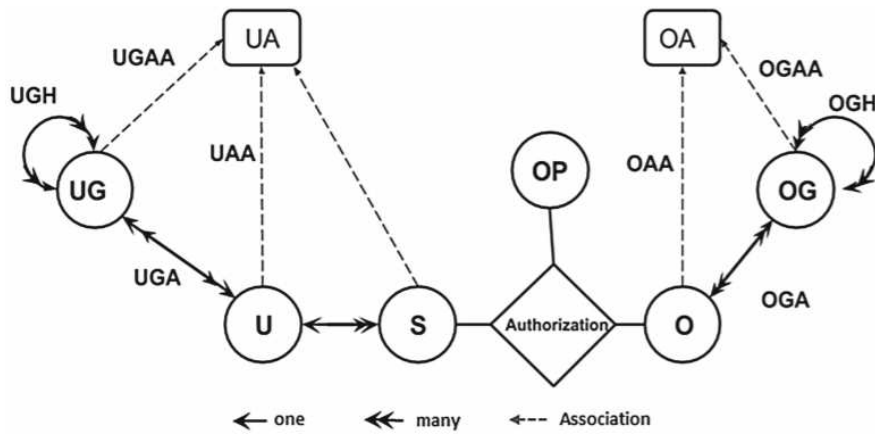 UA
OA
UGAA
OGAA
UGH
OGH
UAA
OP
OAA
UG
OG
UGA
OGA
U
S
Authorization
O
one
many
Association